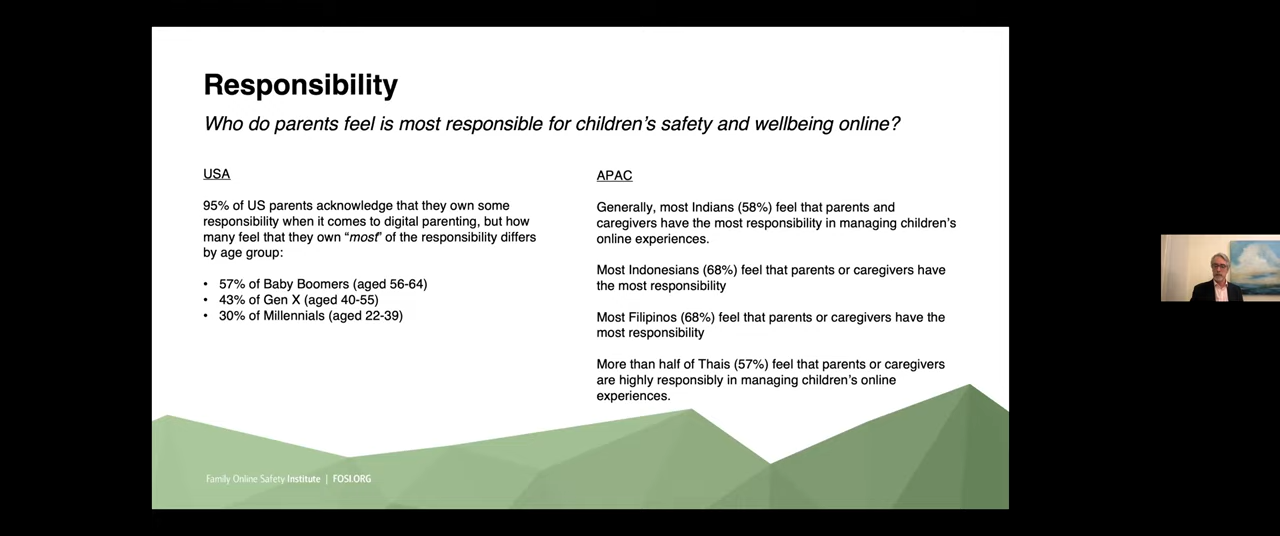 Responsibility
Who do parents feel is most responsible for children's safety and wellbeing online?
USA
95% of US parents acknowledge that they own some
responsibility when it comes to digital parenting, but how
many feel that they own “most” of the responsibility differs
by age group:
• 57% of Baby Boomers (aged 56-64)
• 43% of Gen X (aged 40-55)
• 30% of Millennials (aged 22-39)
APAC
Generally, most Indians (58%) feel that parents and
caregivers have the most responsibility in managing children's
online experiences.
Most Indonesians (68%) feel that parents or caregivers have
the most responsibility
Most Filipinos (68%) feel that parents or caregivers have the
most responsibility
More than half of Thais (57%) feel that parents or caregivers
are highly responsibly in managing children's online
experiences.
Family Online Safety Institute | FOSI.ORG